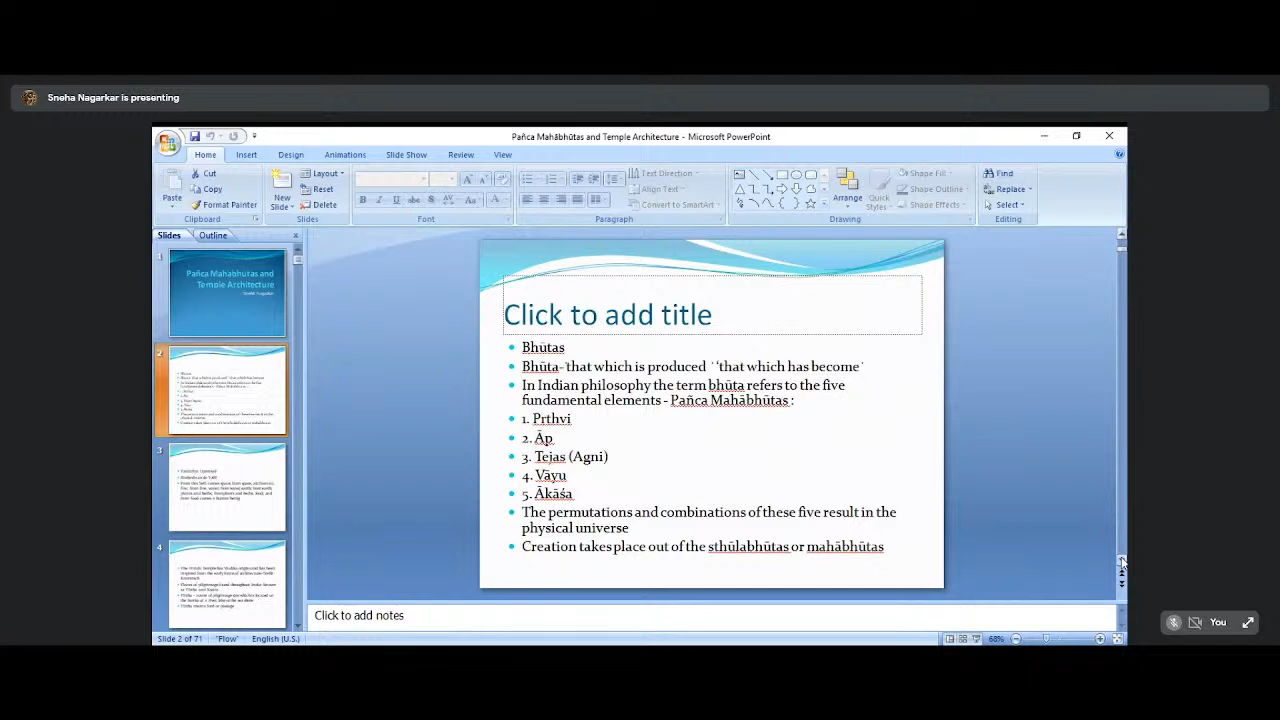 Sneha Nagarkar is presenting
Pañca Mahābhūtas and Temple Architecture - Microsoft PowerPoint
Home Insert Design Animations Slide Show Review View
Paste
Cut
Copy
Format Painter
Clipboard
New Slide
Layout
Reset
Delete
Slides
Font
Text Direction
Align Text
Convert to SmartArt
Paragraph
Arrange
Quick Styles
Shape Fill
Shape Outline
Shape Effects
Drawing
Find
Replace
Select
Editing
Slides Outline
1
Pañca Mahābhūtas and
Temple Architecture
2
3
4
Click to add title
Bhūtas
Bhūta- 'that which is produced' 'that which has become'
In Indian philosophy, the term bhūta refers to the five
fundamental elements - Pañca Mahābhūtas :
1. Pṛthvi
2. Āp
3. Tejas (Agni)
4. Vāyu
5. Ākāśa
The permutations and combinations of these five result in the
physical universe
Creation takes place out of the sthūlabhūtas or mahābhūtas
Click to add notes
Slide 2 of 71 "Flow" English (U.S.) 68%
You